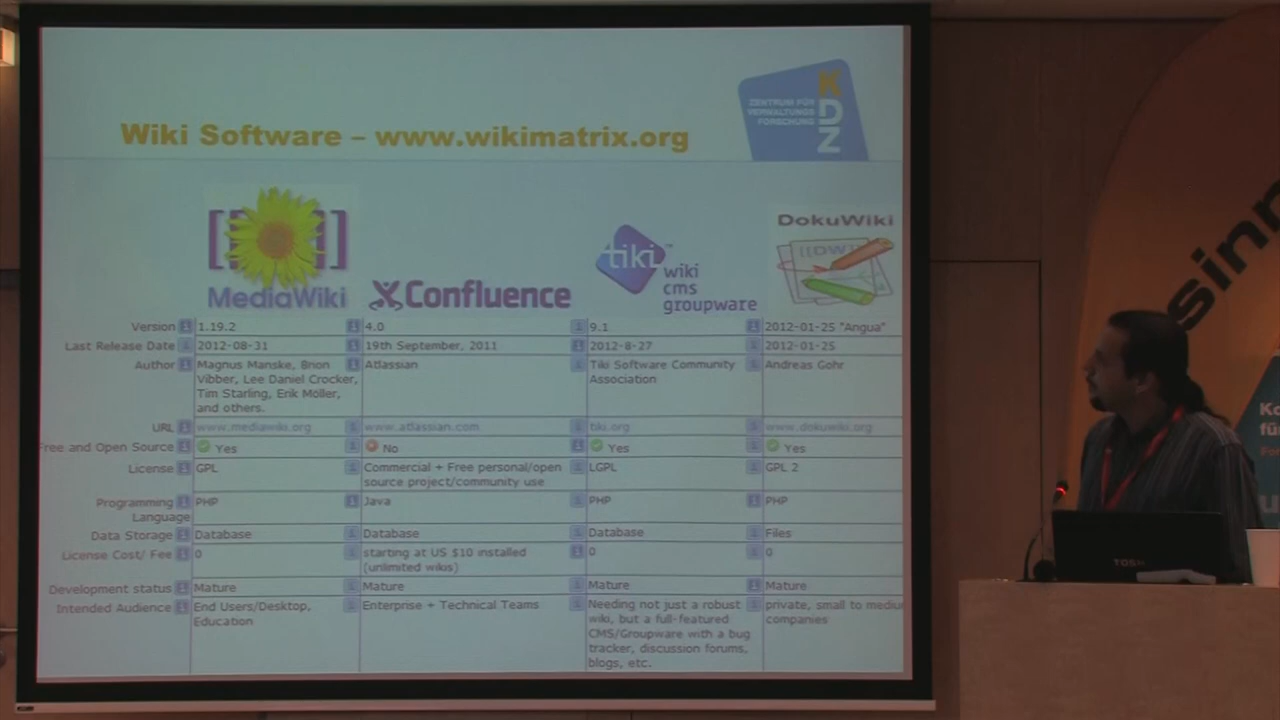 ZENTRUM FÜR
VERWALTUNGS
FORSCHUNG
KDZ
Wiki Software – www.wikimatrix.org
MediaWiki
Confluence
tiki™
wiki
cms
groupware
DokuWiki
[[DW]]
Version 1.19.2 4.0 9.1 2012-01-25 "Angua"
Last Release Date 2012-08-31 19th September, 2011 2012-8-27 2012-01-25
Author Magnus Manske, Brion Atlassian Tiki Software Community Andreas Gohr
Vibber, Lee Daniel Crocker, Association
Tim Starling, Erik Möller,
and others.
URL www.mediawiki.org www.atlassian.com tiki.org www.dokuwiki.org
Free and Open Source Yes No Yes Yes
License GPL Commercial + Free personal/open LGPL GPL 2
source project/community use
Programming PHP Java PHP PHP
Language
Data Storage Database Database Database Files
License Cost/ Fee 0 starting at US $10 installed 0 0
(unlimited wikis)
Development status Mature Mature Mature Mature
Intended Audience End Users/Desktop, Enterprise + Technical Teams Needing not just a robust private, small to mediu
Education wiki, but a full-featured companies
CMS/Groupware with a bug
tracker, discussion forums,
blogs, etc.
sinn
für